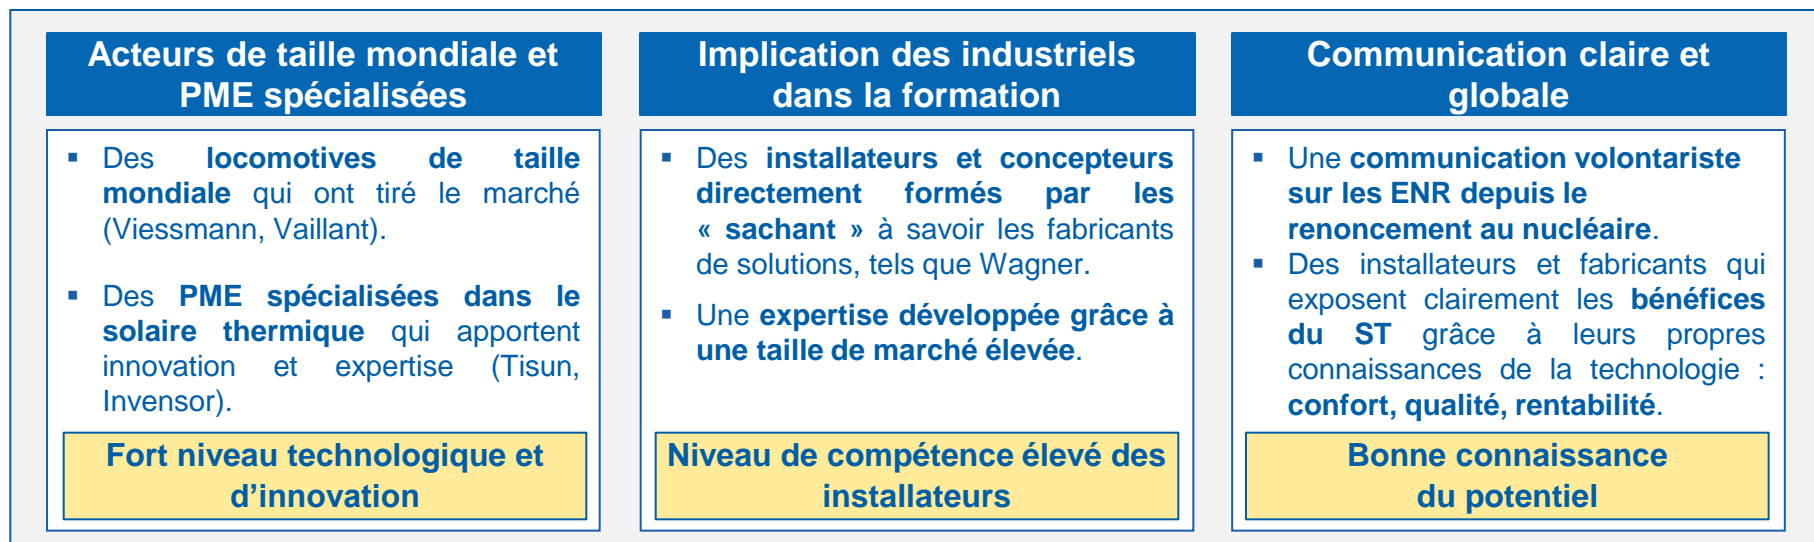 Acteurs de taille mondiale et
PME spécialisées
▪ Des locomotives de taille
mondiale qui ont tiré le marché
(Viessmann, Vaillant).
▪ Des PME spécialisées dans le
solaire thermique qui apportent
innovation et expertise (Tisun,
Invensor).
Fort niveau technologique et
d’innovation
Implication des industriels
dans la formation
▪ Des installateurs et concepteurs
directement formés par les
« sachant » à savoir les fabricants
de solutions, tels que Wagner.
▪ Une expertise développée grâce à
une taille de marché élevée.
Niveau de compétence élevé des
installateurs
Communication claire et
globale
▪ Une communication volontariste
sur les ENR depuis le
renoncement au nucléaire.
▪ Des installateurs et fabricants qui
exposent clairement les bénéfices
du ST grâce à leurs propres
connaissances de la technologie :
confort, qualité, rentabilité.
Bonne connaissance
du potentiel